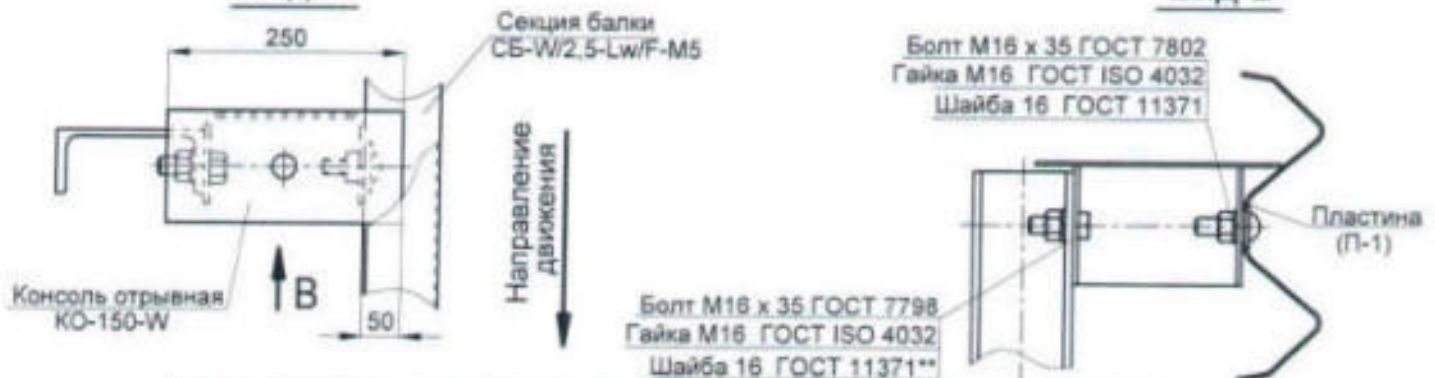 250
Секция балки
СБ-W/2,5-Lw/F-М5
Направление
движения
Консоль отрывная
КО-150-W
В
50
Болт М16 х 35 ГОСТ 7802
Гайка М16 ГОСТ ISO 4032
Шайба 16 ГОСТ 11371
Пластина
(П-1)
Болт М16 х 35 ГОСТ 7798
Гайка М16 ГОСТ ISO 4032
Шайба 16 ГОСТ 11371**